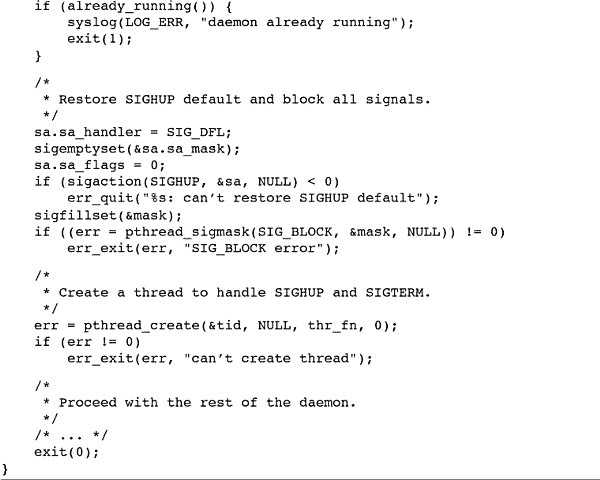 if (already_running()) {
        syslog(LOG_ERR, "daemon already running");
        exit(1);
    }
    /*
     * Restore SIGHUP default and block all signals.
     */
    sa.sa_handler = SIG_DFL;
    sigemptyset(&sa.sa_mask);
    sa.sa_flags = 0;
    if (sigaction(SIGHUP, &sa, NULL) < 0)
        err_quit("%s: can’t restore SIGHUP default");
    sigfillset(&mask);
    if ((err = pthread_sigmask(SIG_BLOCK, &mask, NULL)) != 0)
        err_exit(err, "SIG_BLOCK error");
    /*
     * Create a thread to handle SIGHUP and SIGTERM.
     */
    err = pthread_create(&tid, NULL, thr_fn, 0);
    if (err != 0)
        err_exit(err, "can’t create thread");
    /*
     * Proceed with the rest of the daemon.
     */
    /* ... */
    exit(0);
}